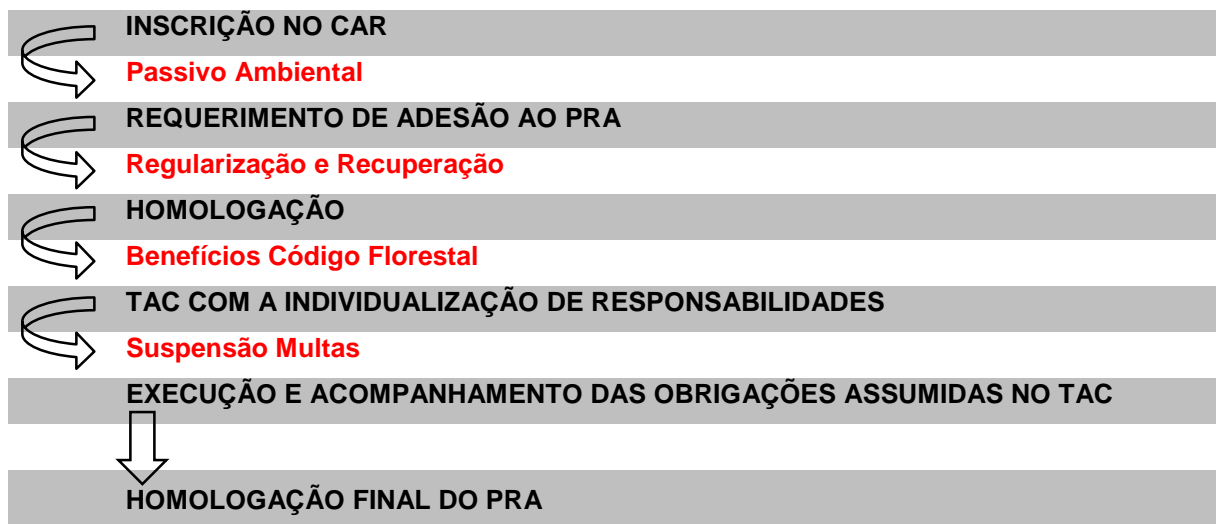 INSCRIÇÃO NO CAR
Passivo Ambiental
REQUERIMENTO DE ADESÃO AO PRA
Regularização e Recuperação
HOMOLOGAÇÃO
Benefícios Código Florestal
TAC COM A INDIVIDUALIZAÇÃO DE RESPONSABILIDADES
Suspensão Multas
EXECUÇÃO E ACOMPANHAMENTO DAS OBRIGAÇÕES ASSUMIDAS NO TAC
HOMOLOGAÇÃO FINAL DO PRA